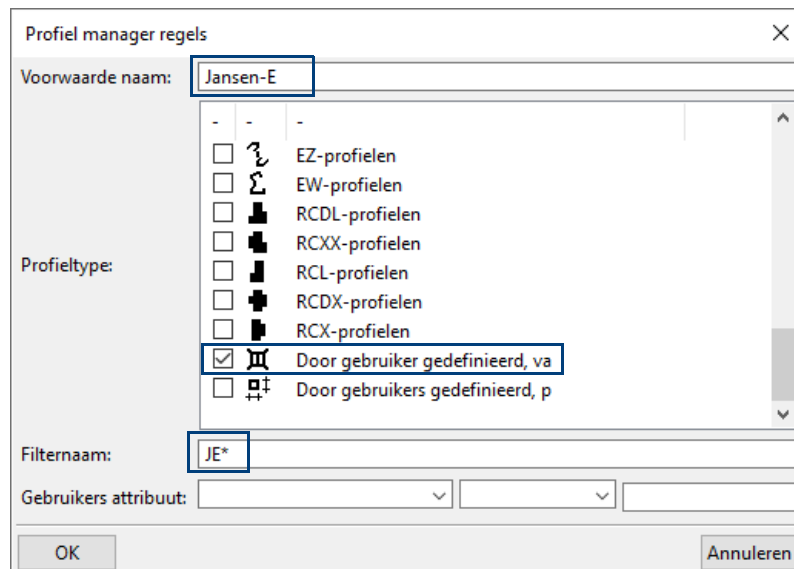 Profiel manager regels
Voorwaarde naam: Jansen-E
- - -
EZ-profielen
EW-profielen
RCDL-profielen
RCXX-profielen
Profieltype:
RCL-profielen
RCDX-profielen
RCX-profielen
Door gebruiker gedefinieerd, va
Door gebruikers gedefinieerd, p
Filternaam: JE*
Gebruikers attribuut:
OK Annuleren